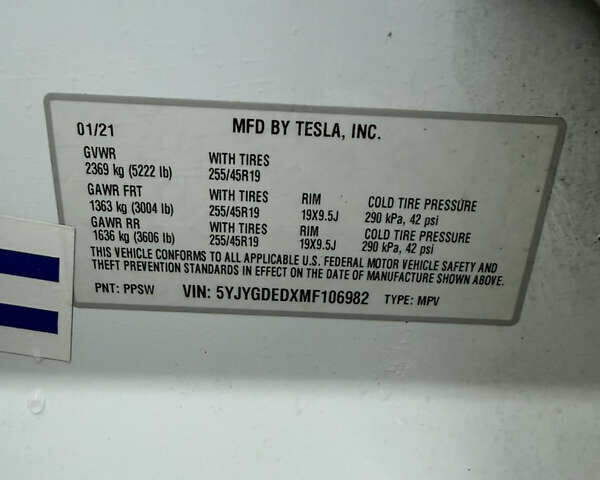 01/21 MFD BY TESLA, INC.
GVWR WITH TIRES
2369 kg (5222 lb) 255/45R19
GAWR FRT WITH TIRES RIM COLD TIRE PRESSURE
1363 kg (3004 lb) 255/45R19 19X9.5J 290 kPa, 42 psi
GAWR RR WITH TIRES RIM COLD TIRE PRESSURE
1636 kg (3606 lb) 255/45R19 19X9.5J 290 kPa, 42 psi
THIS VEHICLE CONFORMS TO ALL APPLICABLE U.S. FEDERAL MOTOR VEHICLE SAFETY AND
THEFT PREVENTION STANDARDS IN EFFECT ON THE DATE OF MANUFACTURE SHOWN ABOVE.
PNT: PPSW VIN: 5YJYGDEDXMF106982 TYPE: MPV